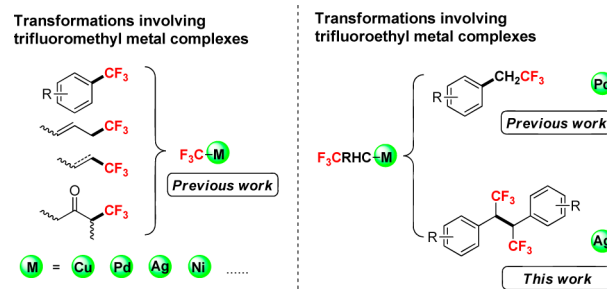 Transformations involving
trifluoromethyl metal complexes
R
CF3
CF3
CF3
O
CF3
F3C-M
Previous work
M = Cu Pd Ag Ni ......
Transformations involving
trifluoroethyl metal complexes
F3CRHC-M
R
CH2CF3
Pd
Previous work
CF3
R
R
CF3
Ag
This work